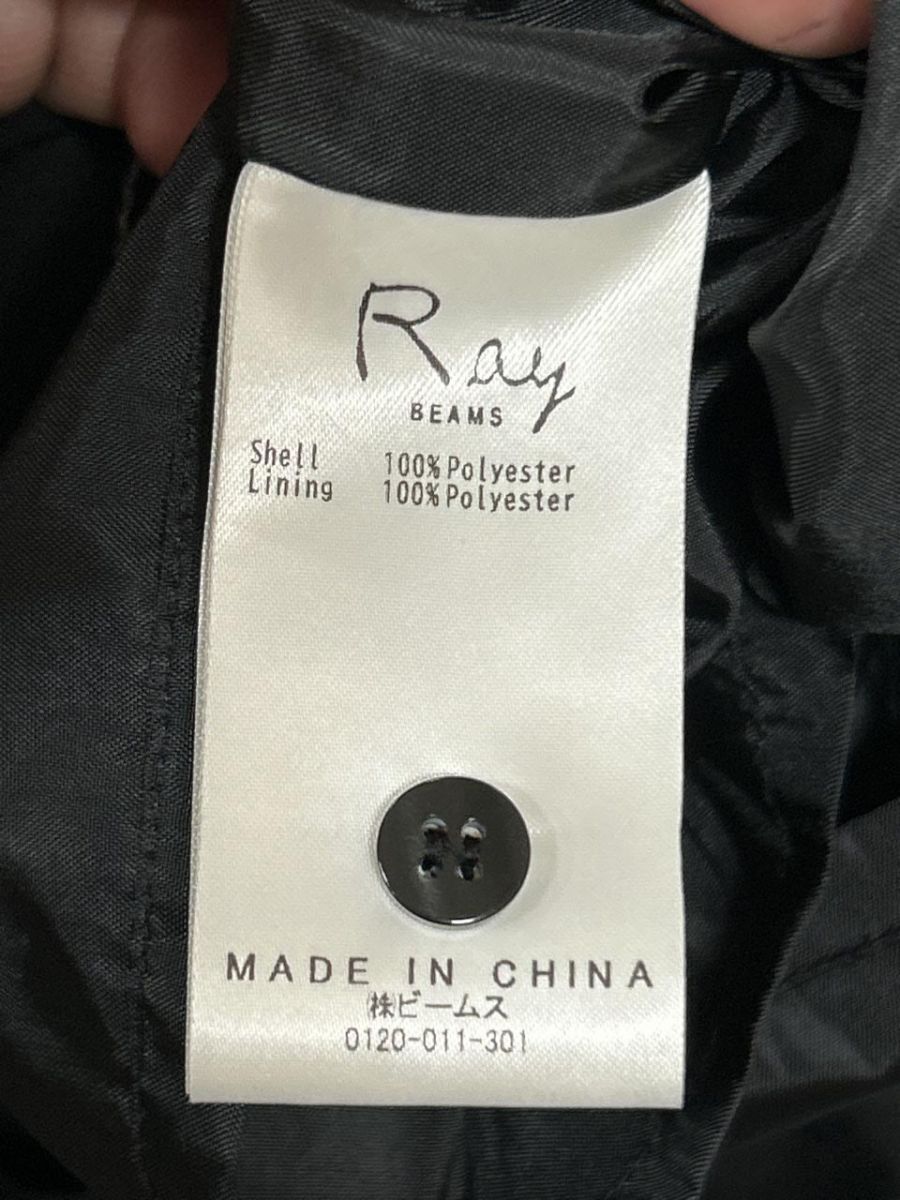 Ray
BEAMS
Shell 100%Polyester
Lining 100%Polyester
MADE IN CHINA
㈱ビームス
0120-011-301